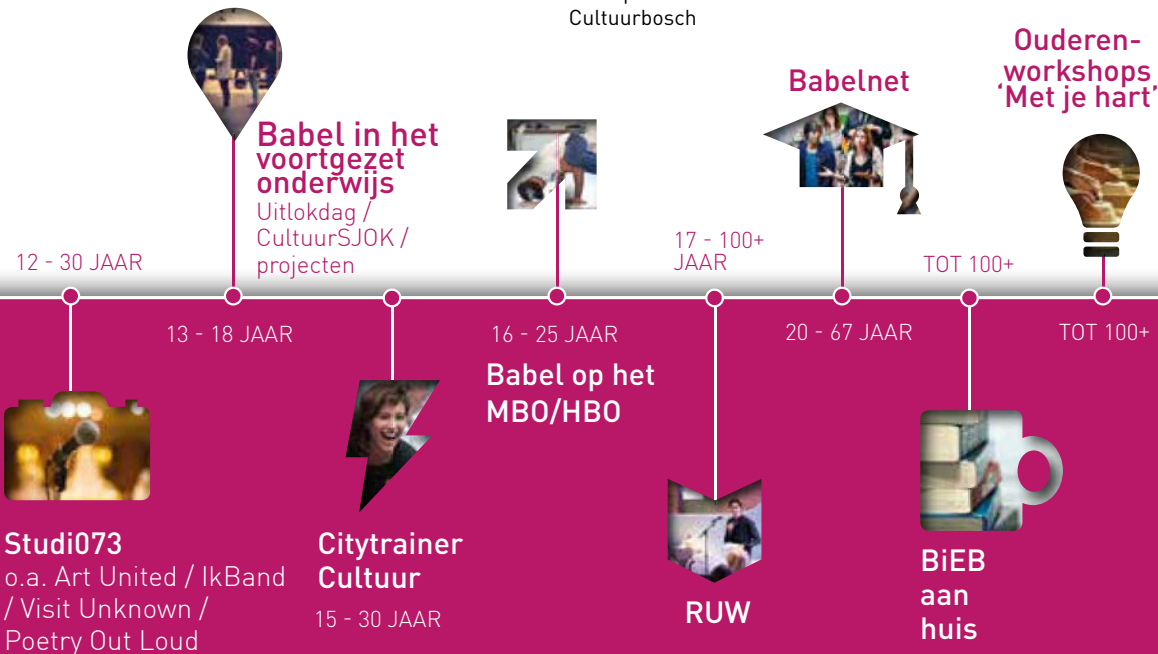 Cultuurbosch
12 - 30 JAAR
Studi073
o.a. Art United / IkBand
/ Visit Unknown /
Poetry Out Loud
Babel in het
voortgezet
onderwijs
Uitlokdag /
CultuurSJOK /
projecten
13 - 18 JAAR
Citytrainer
Cultuur
15 - 30 JAAR
16 - 25 JAAR
Babel op het
MBO/HBO
17 - 100+
JAAR
RUW
Babelnet
20 - 67 JAAR
TOT 100+
BiEB
aan
huis
Ouderen-
workshops
‘Met je hart’
TOT 100+